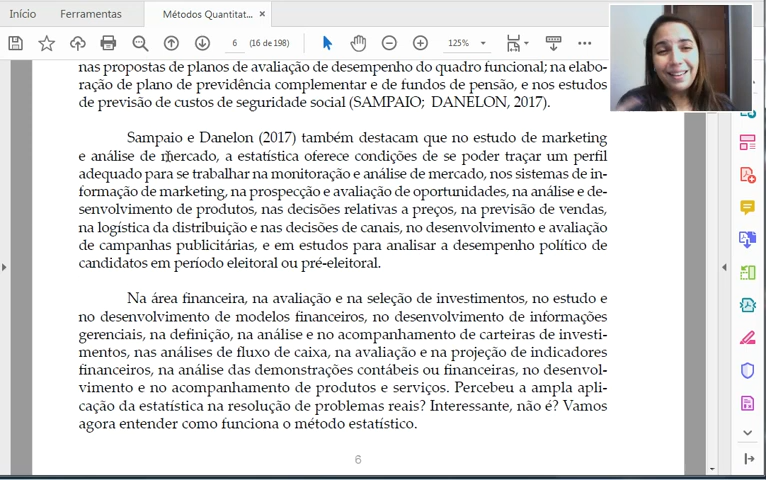 Início Ferramentas Métodos Quantitat... ×
6 (16 de 198) 125%
nas propostas de planos de avaliação de desempenho do quadro funcional; na elabo-
ração de plano de previdência complementar e de fundos de pensão, e nos estudos
de previsão de custos de seguridade social (SAMPAIO; DANELON, 2017).
Sampaio e Danelon (2017) também destacam que no estudo de marketing
e análise de mercado, a estatística oferece condições de se poder traçar um perfil
adequado para se trabalhar na monitoração e análise de mercado, nos sistemas de in-
formação de marketing, na prospecção e avaliação de oportunidades, na análise e de-
senvolvimento de produtos, nas decisões relativas a preços, na previsão de vendas,
na logística da distribuição e nas decisões de canais, no desenvolvimento e avaliação
de campanhas publicitárias, e em estudos para analisar a desempenho político de
candidatos em período eleitoral ou pré-eleitoral.
Na área financeira, na avaliação e na seleção de investimentos, no estudo e
no desenvolvimento de modelos financeiros, no desenvolvimento de informações
gerenciais, na definição, na análise e no acompanhamento de carteiras de investi-
mentos, nas análises de fluxo de caixa, na avaliação e na projeção de indicadores
financeiros, na análise das demonstrações contábeis ou financeiras, no desenvol-
vimento e no acompanhamento de produtos e serviços. Percebeu a ampla apli-
cação da estatística na resolução de problemas reais? Interessante, não é? Vamos
agora entender como funciona o método estatístico.
6